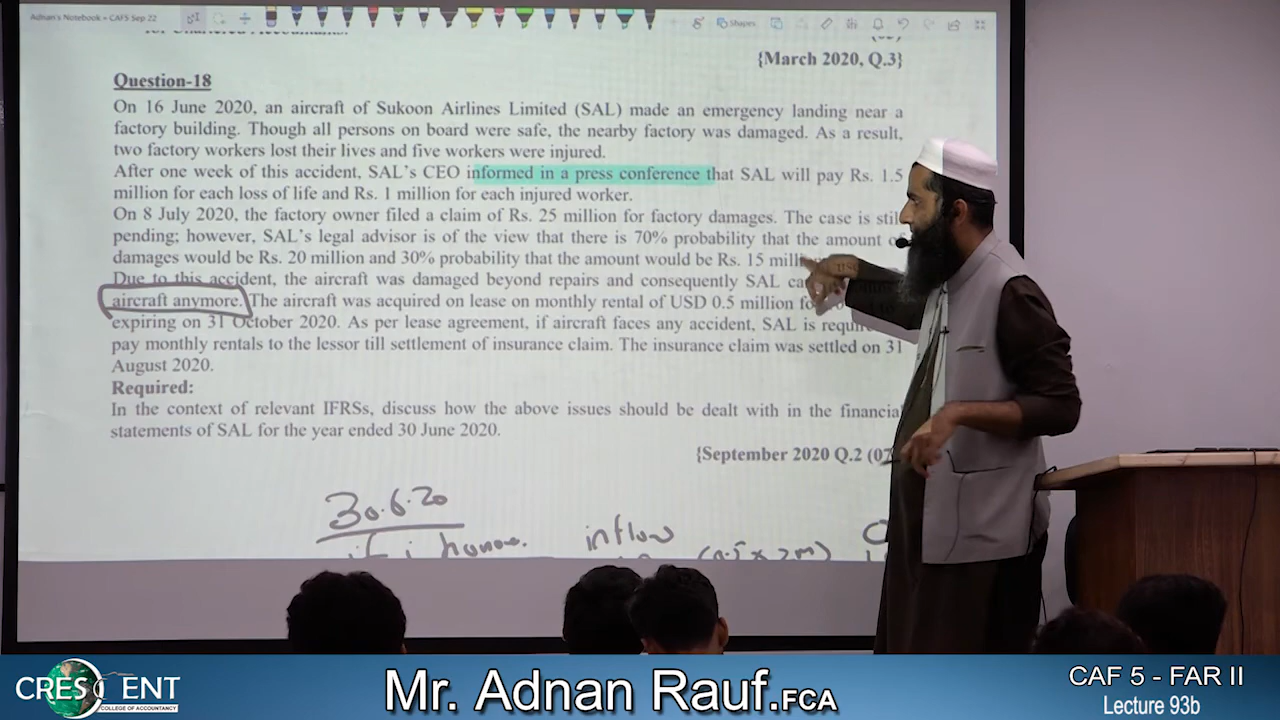 Adnan's Notebook » CAF5 Sep 22
Shapes
for Chartered Accountants.
{March 2020, Q.3}
Question-18
On 16 June 2020, an aircraft of Sukoon Airlines Limited (SAL) made an emergency landing near a
factory building. Though all persons on board were safe, the nearby factory was damaged. As a result,
two factory workers lost their lives and five workers were injured.
After one week of this accident, SAL's CEO informed in a press conference that SAL will pay Rs. 1.5
million for each loss of life and Rs. 1 million for each injured worker.
On 8 July 2020, the factory owner filed a claim of Rs. 25 million for factory damages. The case is still
pending; however, SAL's legal advisor is of the view that there is 70% probability that the amount of
damages would be Rs. 20 million and 30% probability that the amount would be Rs. 15 milli
Due to this accident, the aircraft was damaged beyond repairs and consequently SAL ca
aircraft anymore. The aircraft was acquired on lease on monthly rental of USD 0.5 million fo
expiring on 31 October 2020. As per lease agreement, if aircraft faces any accident, SAL is requi
pay monthly rentals to the lessor till settlement of insurance claim. The insurance claim was settled on 31
August 2020.
Required:
In the context of relevant IFRSs, discuss how the above issues should be dealt with in the financial
statements of SAL for the year ended 30 June 2020.
{September 2020 Q.2 (07
30.6.20
inflow
(0.5 x 2m)
CRESCENT
COLLEGE OF ACCOUNTANCY
Mr. Adnan Rauf.FCA
CAF 5 - FAR II
Lecture 93b